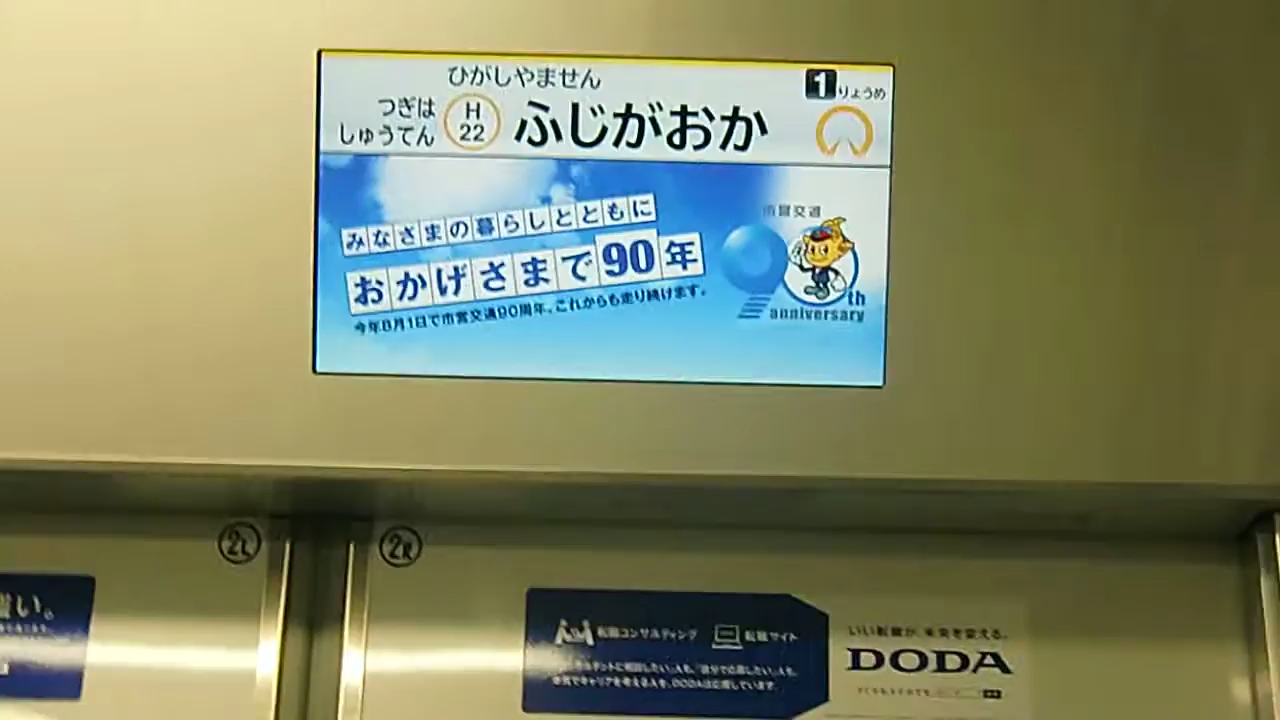 ひがしやません
1りょうめ
つぎは
しゅうてん
H
22
ふじがおか
みなさまの暮らしとともに
おかげさまで90年
今年8月1日で市営交通90周年。これからも走り続けます。
市営交通
90th
anniversary
2L
2R
転職コンサルティング
転職サイト
いい転職が、未来を変える。
DODA